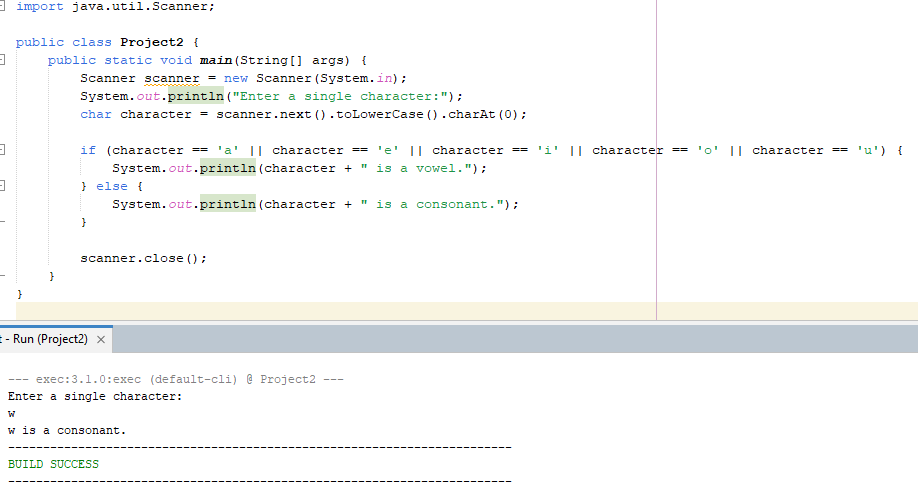 import java.util.Scanner;
public class Project2 {
    public static void main(String[] args) {
        Scanner scanner = new Scanner(System.in);
        System.out.println("Enter a single character:");
        char character = scanner.next().toLowerCase().charAt(0);
        if (character == 'a' || character == 'e' || character == 'i' || character == 'o' || character == 'u') {
            System.out.println(character + " is a vowel.");
        } else {
            System.out.println(character + " is a consonant.");
        }
        scanner.close();
    }
}
t - Run (Project2) ×
--- exec:3.1.0:exec (default-cli) @ Project2 ---
Enter a single character:
w
w is a consonant.
------------------------------------------------------------------------
BUILD SUCCESS
------------------------------------------------------------------------